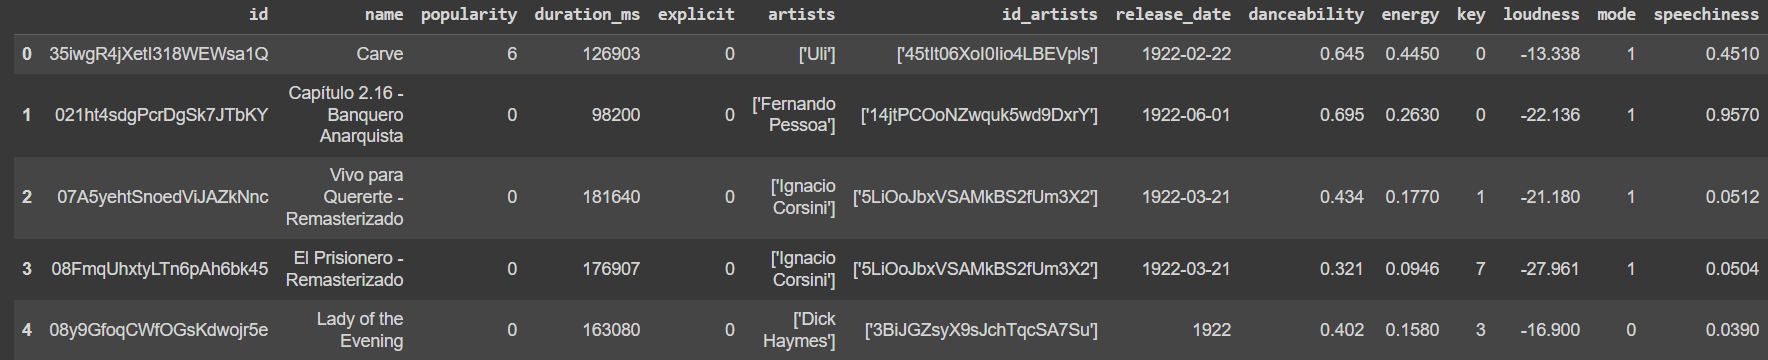 id name popularity duration_ms explicit artists id_artists release_date danceability energy key loudness mode speechiness
0 35iwgR4jXetI318WEWsa1Q Carve 6 126903 0 ['Uli'] ['45tIt06XoI0Iio4LBEVpls'] 1922-02-22 0.645 0.4450 0 -13.338 1 0.4510
Capítulo 2.16 -
1 021ht4sdgPcrDgSk7JTbKY Banquero 0 98200 0 ['Fernando ['14jtPCOoNZwquk5wd9DxrY'] 1922-06-01 0.695 0.2630 0 -22.136 1 0.9570
Anarquista Pessoa']
Vivo para
2 07A5yehtSnoedViJAZkNnc Quererte - 0 181640 0 ['Ignacio ['5LiOoJbxVSAMkBS2fUm3X2'] 1922-03-21 0.434 0.1770 1 -21.180 1 0.0512
Remasterizado Corsini']
3 08FmqUhxtyLTn6pAh6bk45 El Prisionero - 0 176907 0 ['Ignacio ['5LiOoJbxVSAMkBS2fUm3X2'] 1922-03-21 0.321 0.0946 7 -27.961 1 0.0504
Remasterizado Corsini']
4 08y9GfoqCWfOGsKdwojr5e Lady of the 0 163080 0 ['Dick ['3BiJGZsyX9sJchTqcSA7Su'] 1922 0.402 0.1580 3 -16.900 0 0.0390
Evening Haymes']